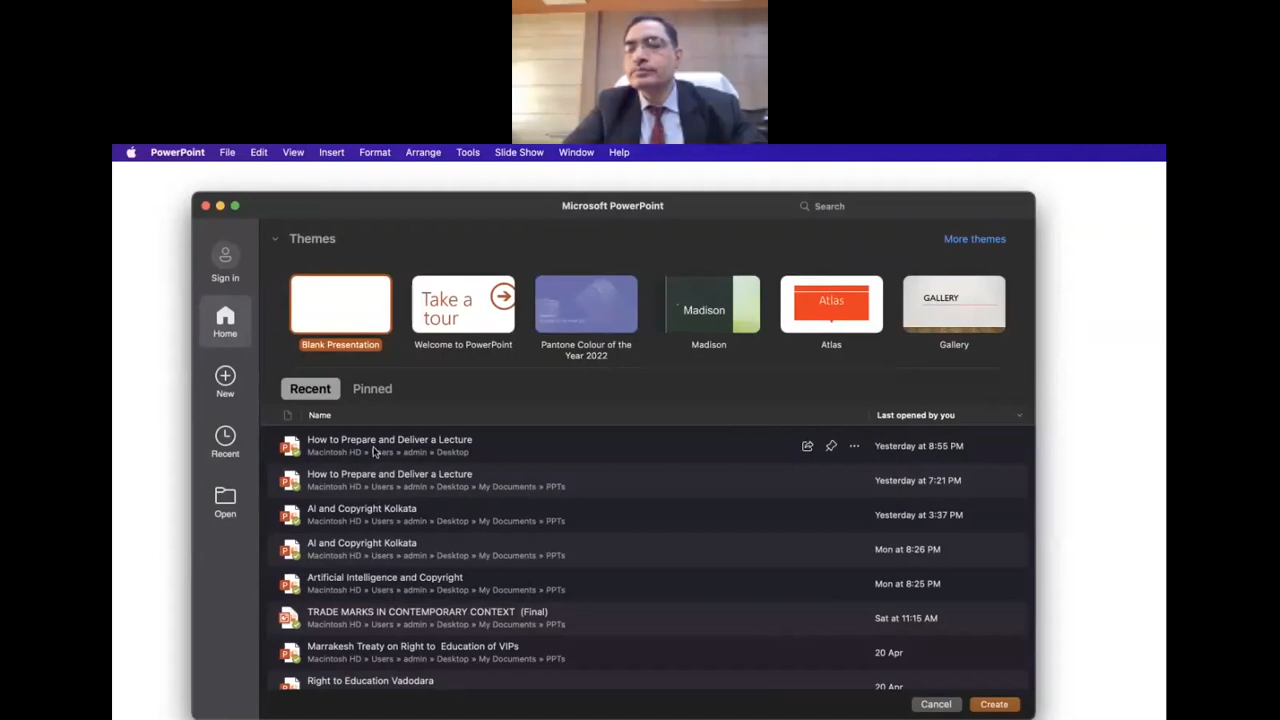 PowerPoint File Edit View Insert Format Arrange Tools Slide Show Window Help
Microsoft PowerPoint
Search
Sign in
Home
New
Recent
Open
Themes
More themes
Take a
tour
Madison
Atlas
GALLERY
Blank Presentation
Welcome to PowerPoint
Pantone Colour of the
Year 2022
Madison
Atlas
Gallery
Recent Pinned
Name Last opened by you
How to Prepare and Deliver a Lecture
Macintosh HD » Users » admin » Desktop
Yesterday at 8:55 PM
How to Prepare and Deliver a Lecture
Macintosh HD » Users » admin » Desktop » My Documents » PPTs
Yesterday at 7:21 PM
AI and Copyright Kolkata
Macintosh HD » Users » admin » Desktop » My Documents » PPTs
Yesterday at 3:37 PM
AI and Copyright Kolkata
Macintosh HD » Users » admin » Desktop » My Documents » PPTs
Mon at 8:26 PM
Artificial Intelligence and Copyright
Macintosh HD » Users » admin » Desktop » My Documents » PPTs
Mon at 8:25 PM
TRADE MARKS IN CONTEMPORARY CONTEXT (Final)
Macintosh HD » Users » admin » Desktop » My Documents » PPTs
Sat at 11:15 AM
Marrakesh Treaty on Right to Education of VIPs
Macintosh HD » Users » admin » Desktop » My Documents » PPTs
20 Apr
Right to Education Vadodara
20 Apr
Cancel Create